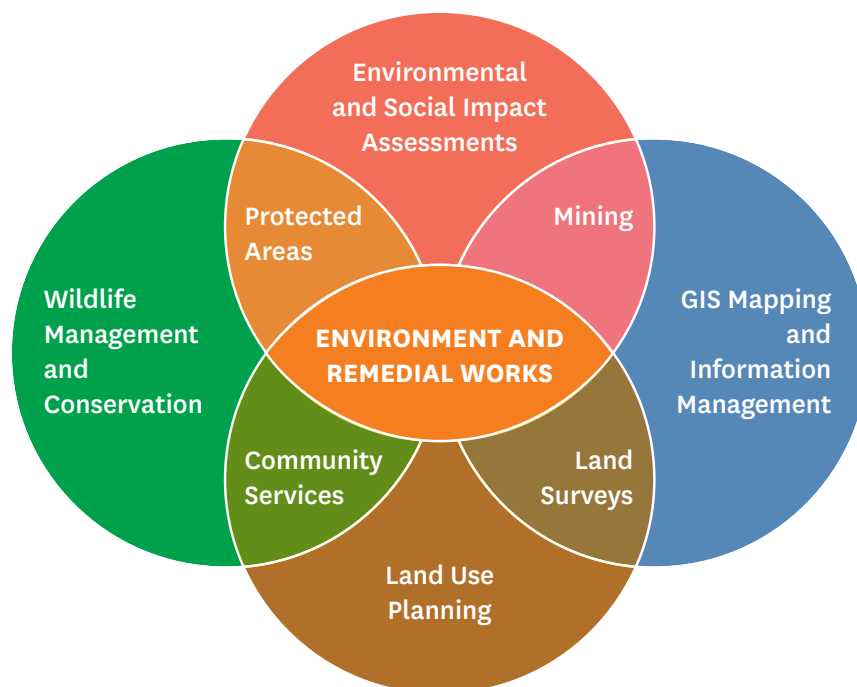 Environmental
and Social Impact
Assessments
Protected
Areas
Mining
Wildlife
Management
and
Conservation
ENVIRONMENT AND
REMEDIAL WORKS
GIS Mapping
and
Information
Management
Community
Services
Land
Surveys
Land Use
Planning